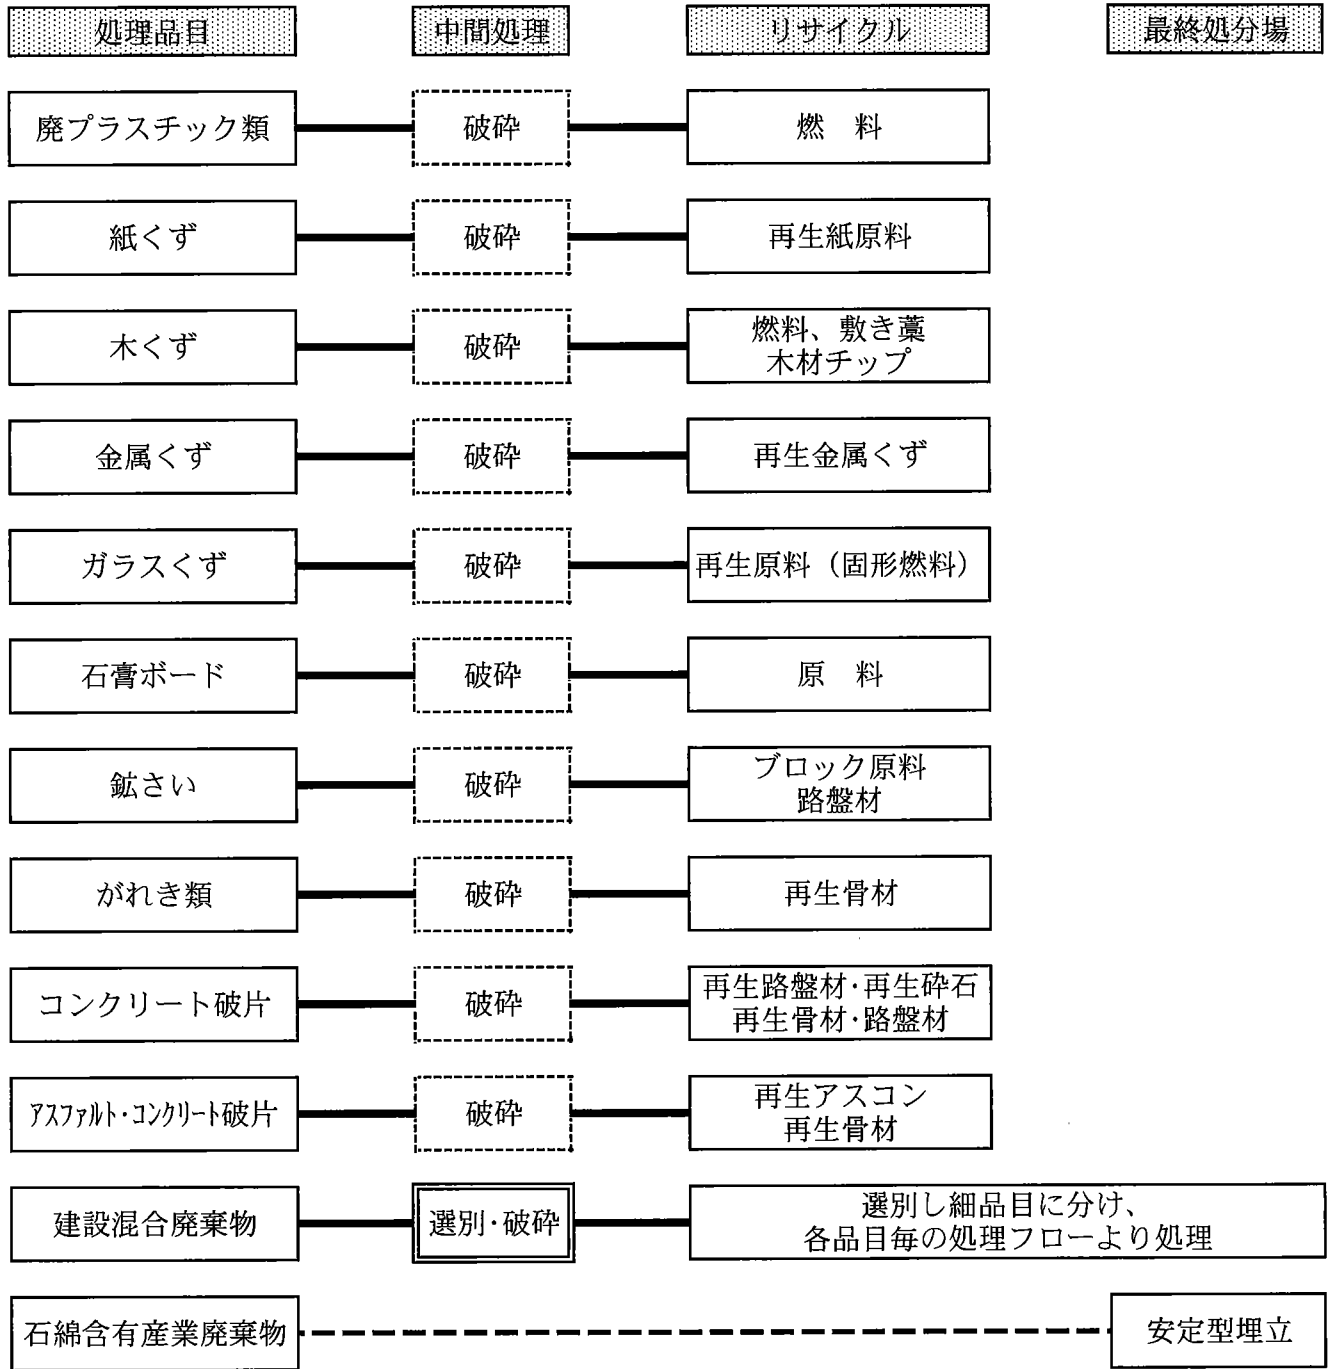 処理品目
中間処理
リサイクル
最終処分場
廃プラスチック類
破砕
燃　料
紙くず
破砕
再生紙原料
木くず
破砕
燃料、敷き藁
木材チップ
金属くず
破砕
再生金属くず
ガラスくず
破砕
再生原料（固形燃料）
石膏ボード
破砕
原　料
鉱さい
破砕
ブロック原料
路盤材
がれき類
破砕
再生骨材
コンクリート破片
破砕
再生路盤材･再生砕石
再生骨材･路盤材
ｱｽﾌｧﾙﾄ･ｺﾝｸﾘｰﾄ破片
破砕
再生アスコン
再生骨材
建設混合廃棄物
選別･破砕
選別し細品目に分け、
各品目毎の処理フローより処理
石綿含有産業廃棄物
安定型埋立